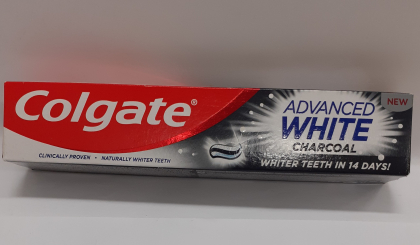 Colgate®
CLINICALLY PROVEN • NATURALLY WHITER TEETH
ADVANCED
WHITE
CHARCOAL
WHITER TEETH IN 14 DAYS!
NEW